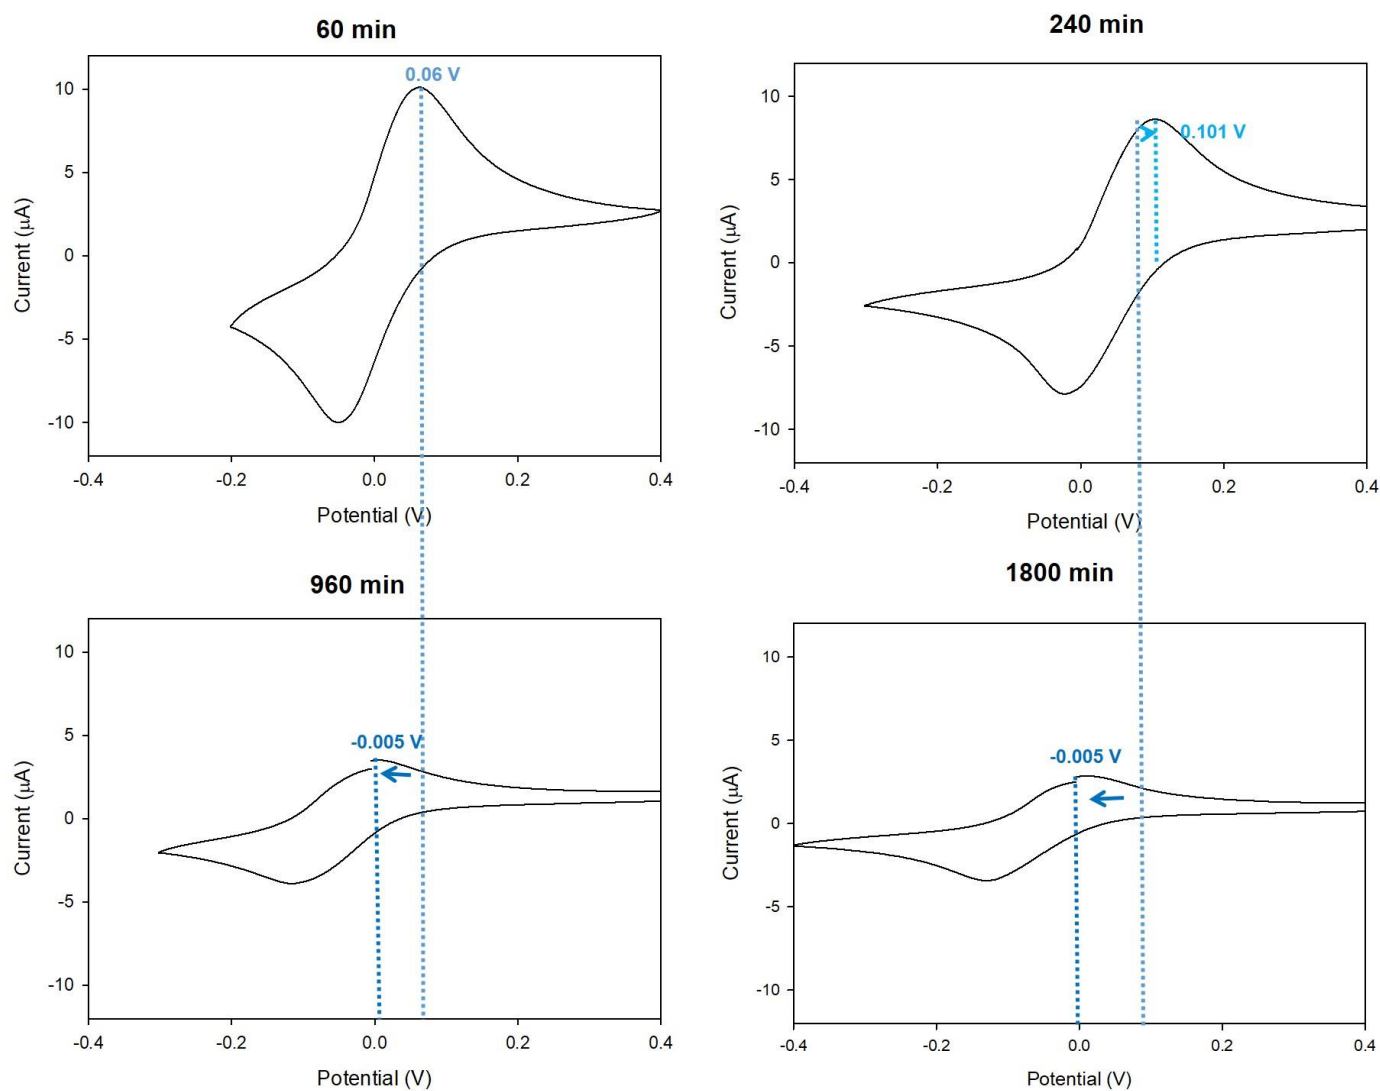 60 min
0.06 V
10
5
0
-5
-10
Current (μA)
-0.4
-0.2
0.0
0.2
0.4
Potential (V)
240 min
0.101 V
10
5
0
-5
-10
Current (μA)
-0.4
-0.2
0.0
0.2
0.4
Potential (V)
960 min
-0.005 V
10
5
0
-5
-10
Current (μA)
-0.4
-0.2
0.0
0.2
0.4
Potential (V)
1800 min
-0.005 V
10
5
0
-5
-10
Current (μA)
-0.4
-0.2
0.0
0.2
0.4
Potential (V)